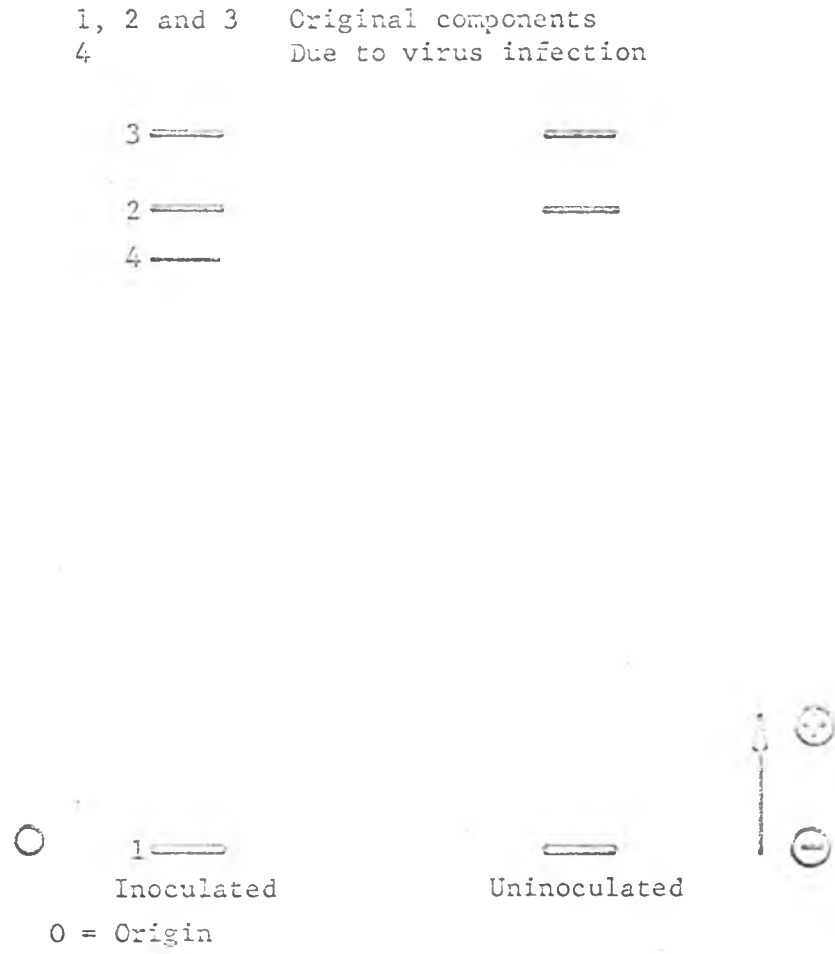 1, 2 and 3 Original components
4 Due to virus infection
3
2
4
+
O 1 −
Inoculated Uninoculated
O = Origin